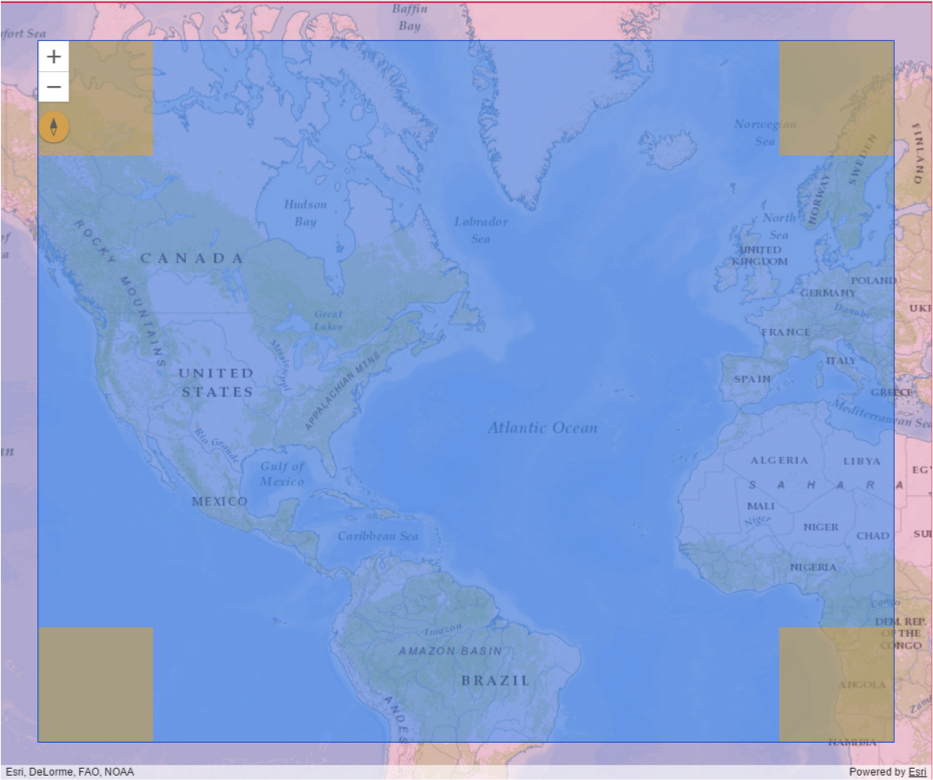 Baffin
Bay
fort Sea
+
−
Norwegian
Sea
FINLAND
SWEDEN
NORWAY
Hudson
Bay
Labrador
Sea
North
Sea
ROCKY MOUNTAINS
CANADA
of
a
UNITED
KINGDOM
POLAND
GERMANY
Danube
UKR
Great
Lakes
FRANCE
Mississippi
ITALY
UNITED
STATES
APPALACHIAN MTNS
SPAIN
GREECE
Mediterranean Sea
Atlantic Ocean
Rio Grande
an
Gulf of
Mexico
ALGERIA
LIBYA
EGY
SAHARA
MEXICO
MALI
Niger
NIGER
Caribbean Sea
CHAD
SUD
NIGERIA
Congo
Amazon
DEM. REP.
OF THE
CONGO
AMAZON BASIN
BRAZIL
ANGOLA
ANDES
Zam
NAMIBIA
Esri, DeLorme, FAO, NOAA
Powered by Esri